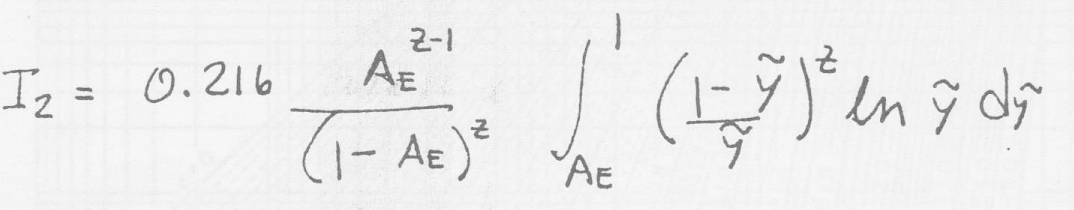 I₂ = 0.216 \frac{A_E^{z-1}}{(1-A_E)^z} \int_{A_E}^{1} \left(\frac{1-\tilde{y}}{\tilde{y}}\right)^z \ln \tilde{y} \, d\tilde{y}